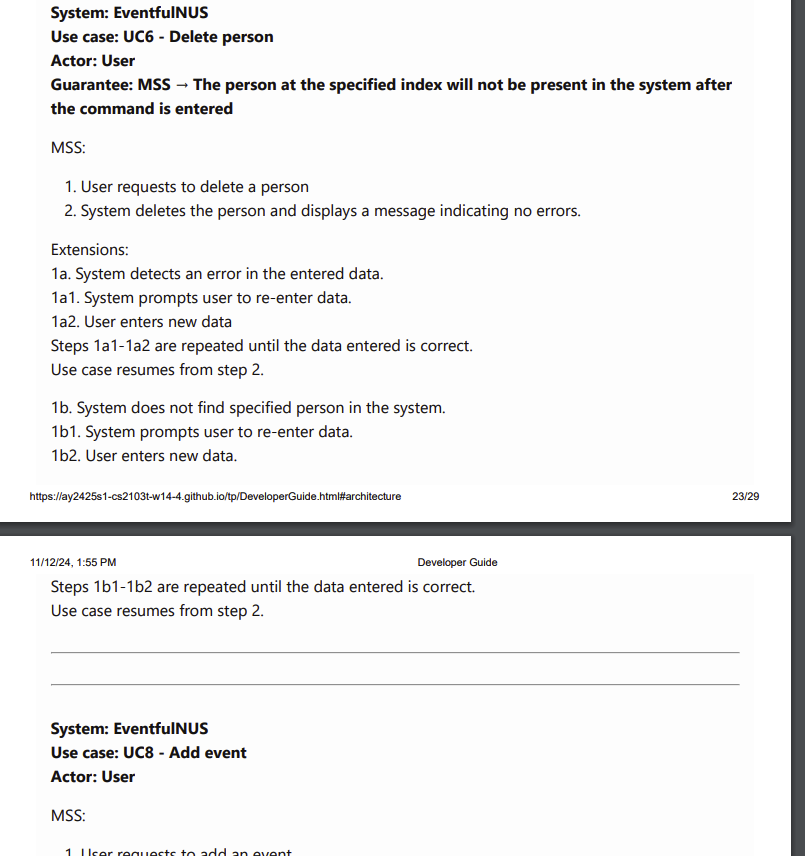 System: EventfulNUS
Use case: UC6 - Delete person
Actor: User
Guarantee: MSS → The person at the specified index will not be present in the system after
the command is entered
MSS:
1. User requests to delete a person
2. System deletes the person and displays a message indicating no errors.
Extensions:
1a. System detects an error in the entered data.
1a1. System prompts user to re-enter data.
1a2. User enters new data
Steps 1a1-1a2 are repeated until the data entered is correct.
Use case resumes from step 2.
1b. System does not find specified person in the system.
1b1. System prompts user to re-enter data.
1b2. User enters new data.
https://ay2425s1-cs2103t-w14-4.github.io/tp/DeveloperGuide.html#architecture 23/29
11/12/24, 1:55 PM Developer Guide
Steps 1b1-1b2 are repeated until the data entered is correct.
Use case resumes from step 2.
System: EventfulNUS
Use case: UC8 - Add event
Actor: User
MSS:
1. User requests to add an event